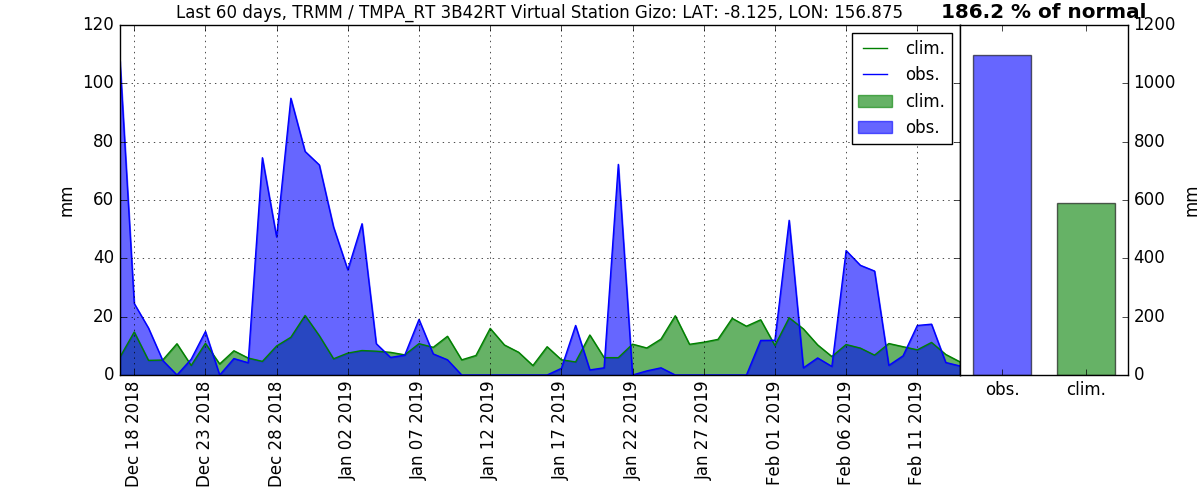 Last 60 days, TRMM / TMPA_RT 3B42RT Virtual Station Gizo: LAT: -8.125, LON: 156.875
186.2 % of normal
120
100
80
60
40
20
0
mm
clim.
obs.
clim.
obs.
1200
1000
800
600
400
200
0
mm
Dec 18 2018
Dec 23 2018
Dec 28 2018
Jan 02 2019
Jan 07 2019
Jan 12 2019
Jan 17 2019
Jan 22 2019
Jan 27 2019
Feb 01 2019
Feb 06 2019
Feb 11 2019
obs.
clim.